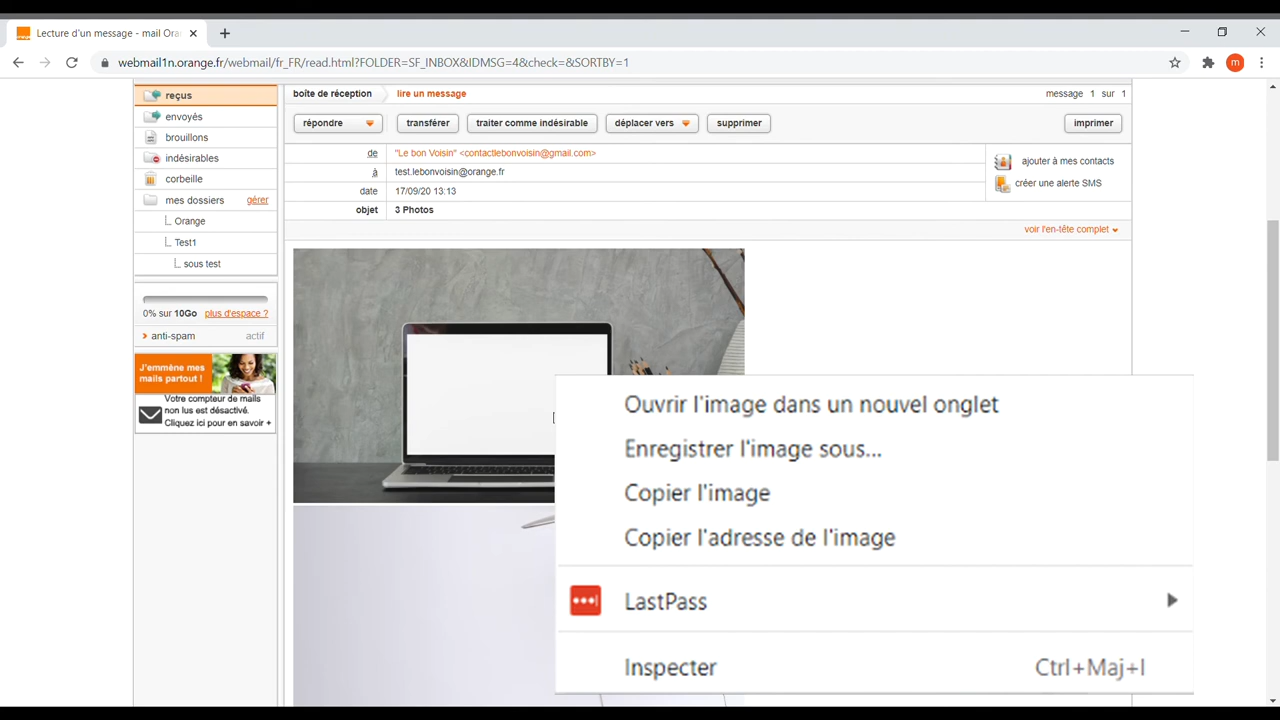 Lecture d'un message - mail Ora
webmail1n.orange.fr/webmail/fr_FR/read.html?FOLDER=SF_INBOX&IDMSG=4&check=&SORTBY=1
m
reçus
envoyés
brouillons
indésirables
corbeille
mes dossiers gérer
Orange
Test1
sous test
0% sur 10Go plus d'espace ?
anti-spam actif
J'emmène mes
mails partout !
Votre compteur de mails
non lus est désactivé.
Cliquez ici pour en savoir +
boîte de réception lire un message message 1 sur 1
répondre transférer traiter comme indésirable déplacer vers supprimer imprimer
de "Le bon Voisin" <contactlebonvoisin@gmail.com>
à test.lebonvoisin@orange.fr
date 17/09/20 13:13
objet 3 Photos
ajouter à mes contacts
créer une alerte SMS
voir l'en-tête complet
Ouvrir l'image dans un nouvel onglet
Enregistrer l'image sous...
Copier l'image
Copier l'adresse de l'image
LastPass
Inspecter Ctrl+Maj+I